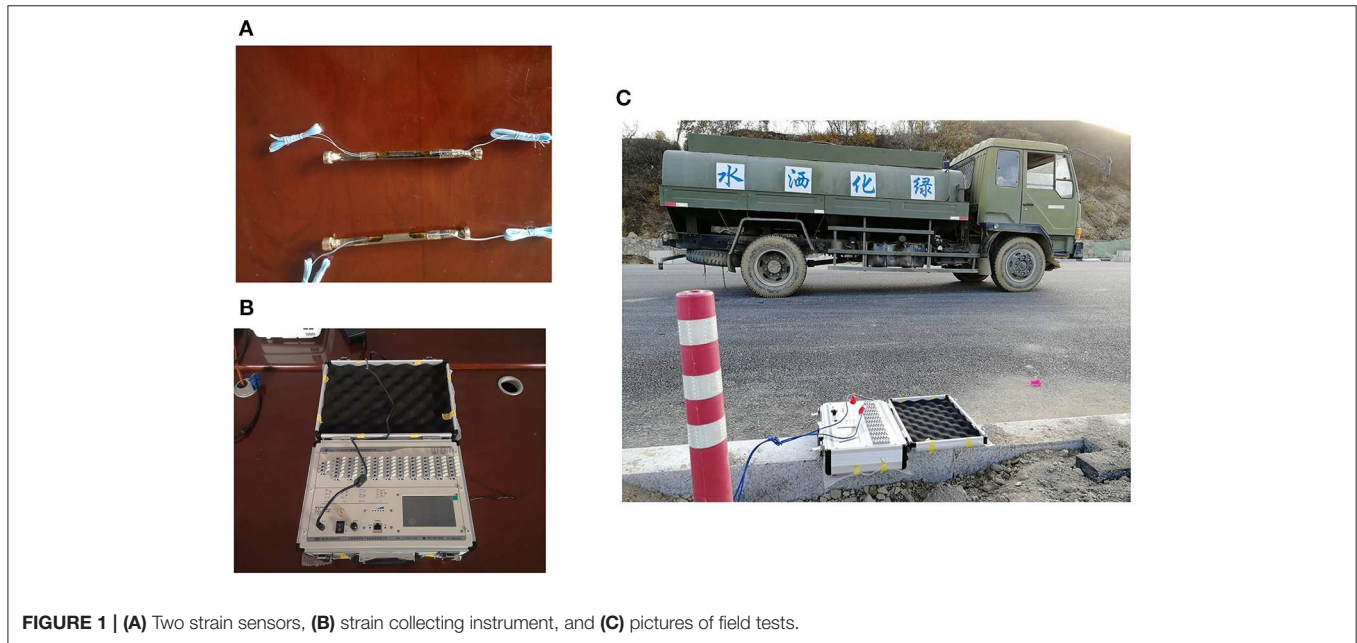 A
B
C
水 洒 化 绿
FIGURE 1 | (A) Two strain sensors, (B) strain collecting instrument, and (C) pictures of field tests.